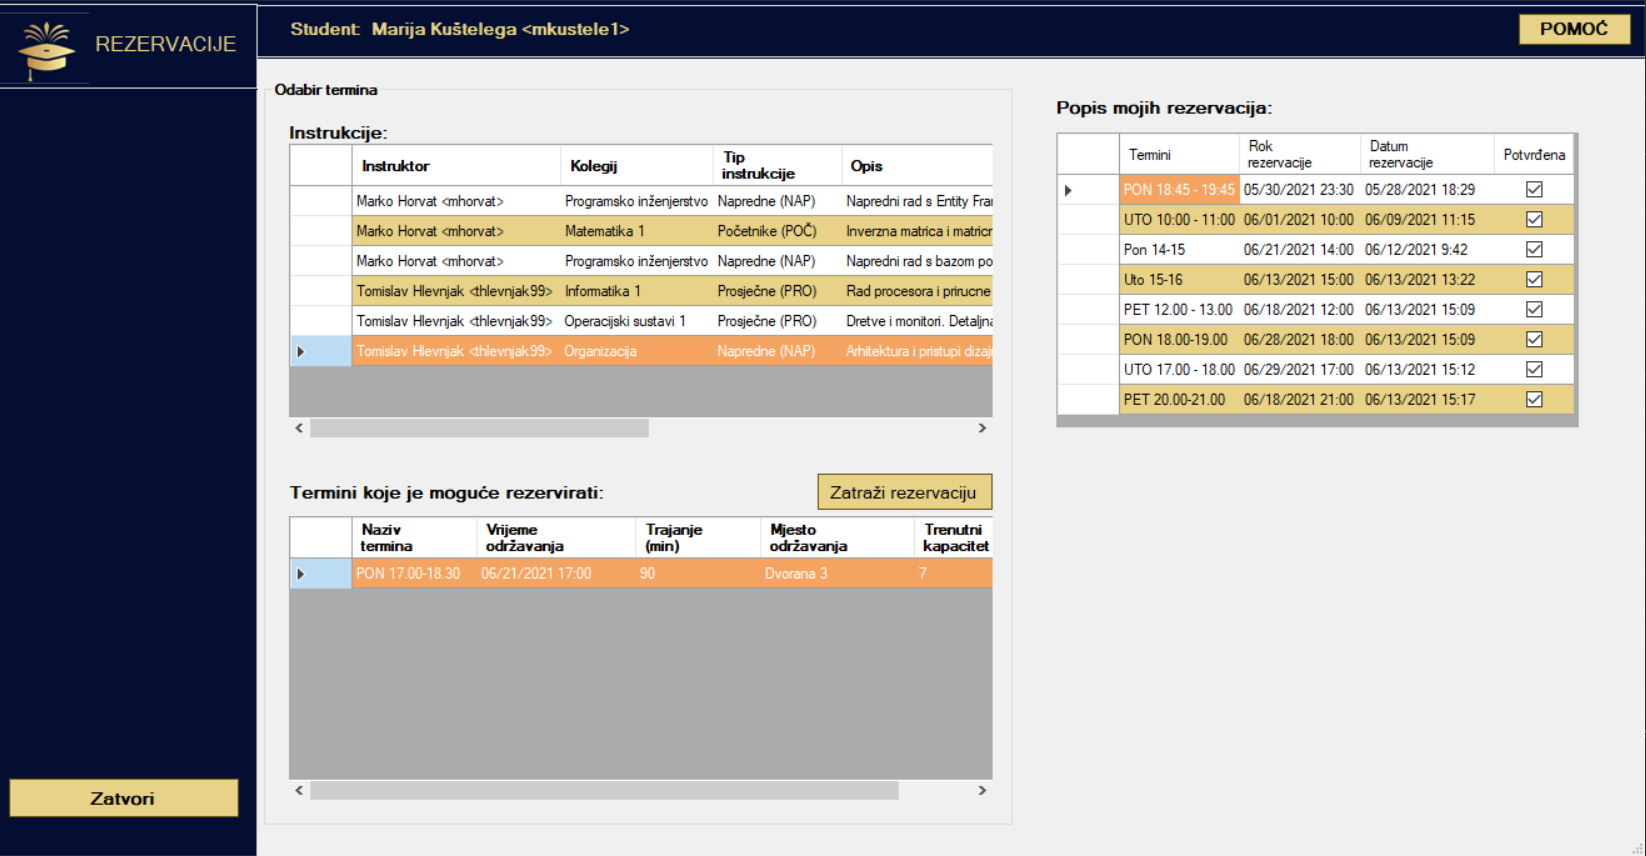 REZERVACIJE
Student: Marija Kuštelega <mkustele1>
POMOĆ
Odabir termina
Instrukcije:
Instruktor Kolegij Tip instrukcije Opis
Marko Horvat <mhorvat> Programsko inženjerstvo Napredne (NAP) Napredni rad s Entity Fra
Marko Horvat <mhorvat> Matematika 1 Početnike (POČ) Inverzna matrica i matricr
Marko Horvat <mhorvat> Programsko inženjerstvo Napredne (NAP) Napredni rad s bazom po
Tomislav Hlevnjak <thlevnjak99> Informatika 1 Prosječne (PRO) Rad procesora i prirucne
Tomislav Hlevnjak <thlevnjak99> Operacijski sustavi 1 Prosječne (PRO) Dretve i monitori. Detaljna
Tomislav Hlevnjak <thlevnjak99> Organizacija Napredne (NAP) Arhitektura i pristupi dizaj
Termini koje je moguće rezervirati:
Zatraži rezervaciju
Naziv termina Vrijeme održavanja Trajanje (min) Mjesto održavanja Trenutni kapacitet
PON 17.00-18.30 06/21/2021 17:00 90 Dvorana 3 7
Popis mojih rezervacija:
Termini Rok rezervacije Datum rezervacije Potvrđena
PON 18:45 - 19:45 05/30/2021 23:30 05/28/2021 18:29
UTO 10:00 - 11:00 06/01/2021 10:00 06/09/2021 11:15
Pon 14-15 06/21/2021 14:00 06/12/2021 9:42
Uto 15-16 06/13/2021 15:00 06/13/2021 13:22
PET 12.00 - 13.00 06/18/2021 12:00 06/13/2021 15:09
PON 18.00-19.00 06/28/2021 18:00 06/13/2021 15:09
UTO 17.00 - 18.00 06/29/2021 17:00 06/13/2021 15:12
PET 20.00-21.00 06/18/2021 21:00 06/13/2021 15:17
Zatvori